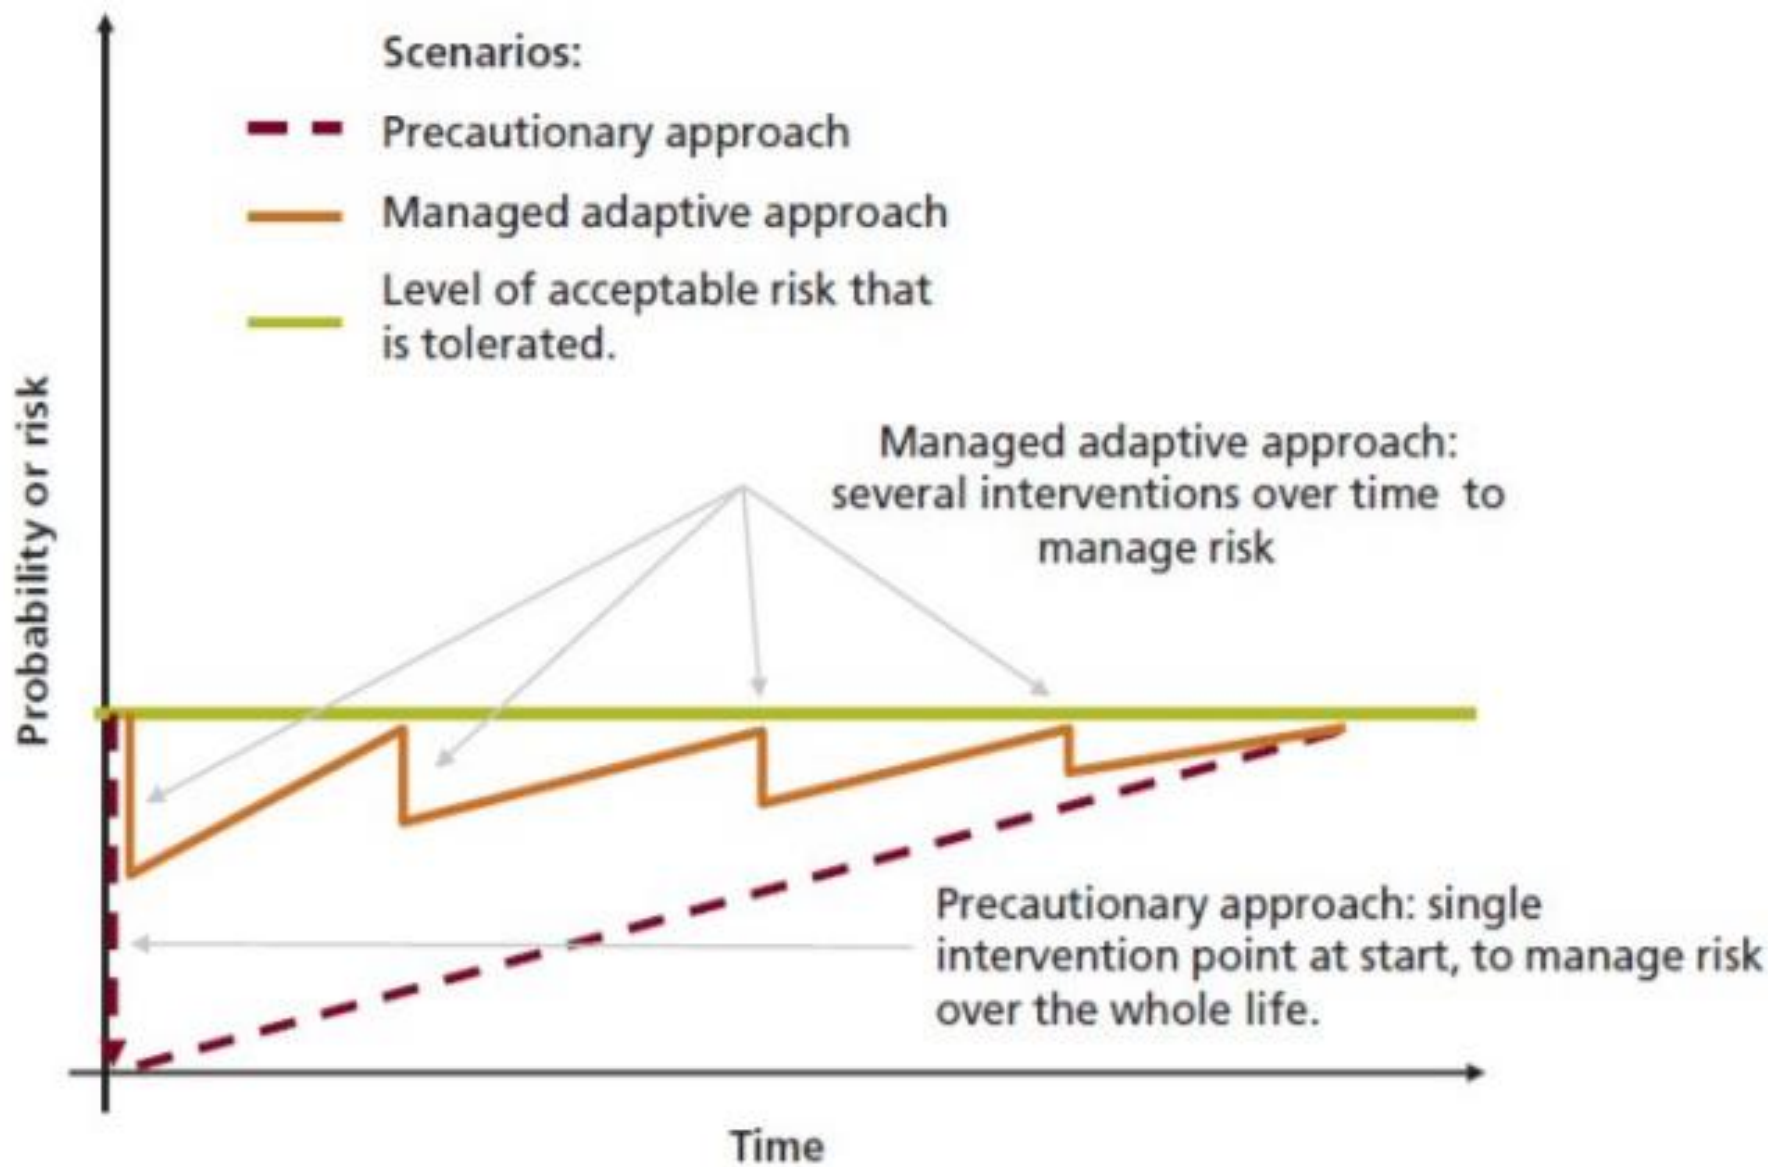 Scenarios:
Precautionary approach
Managed adaptive approach
Level of acceptable risk that
is tolerated.
Probability or risk
Managed adaptive approach:
several interventions over time to
manage risk
Precautionary approach: single
intervention point at start, to manage risk
over the whole life.
Time